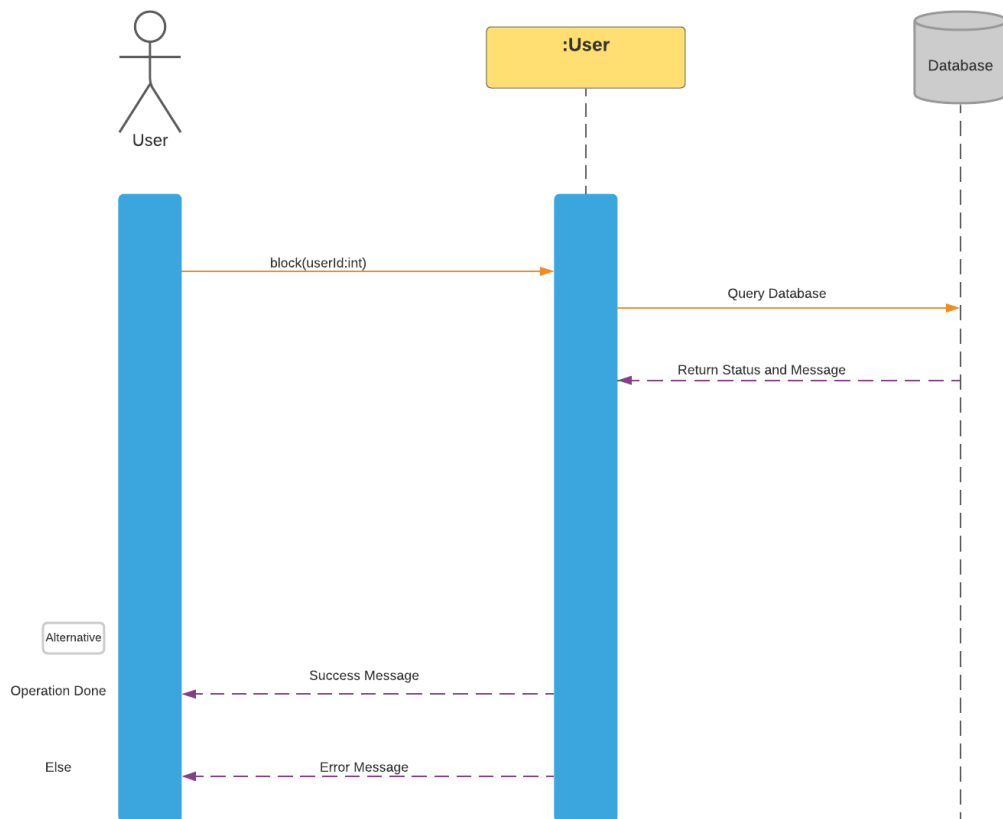 :User
Database
User
block(userId:int)
Query Database
Return Status and Message
Alternative
Success Message
Operation Done
Else
Error Message